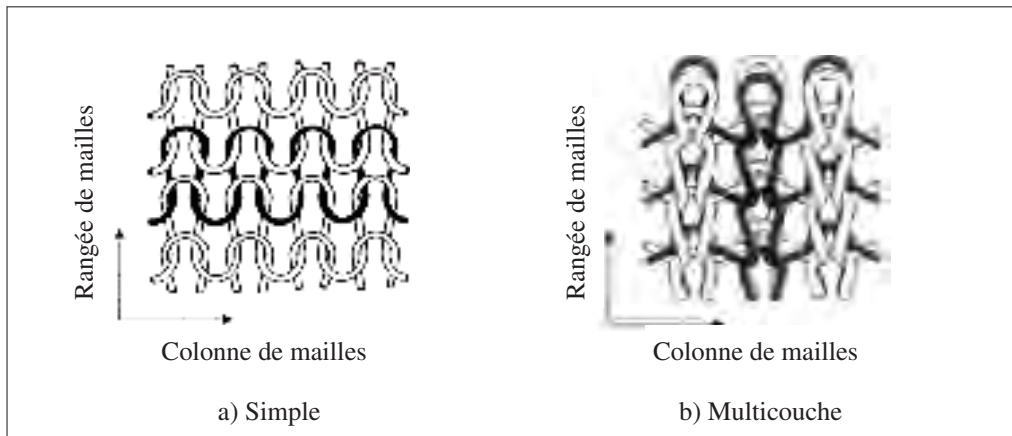 Rangée de mailles
Colonne de mailles
a) Simple
Rangée de mailles
Colonne de mailles
b) Multicouche